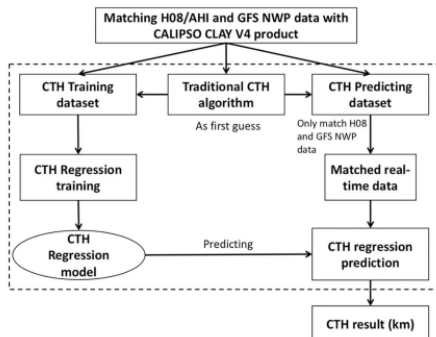 Matching H08/AHI and GFS NWP data with
CALIPSO CLAY V4 product
CTH Training
dataset
Traditional CTH
algorithm
CTH Predicting
dataset
As first guess
Only match H08
and GFS NWP
data
CTH Regression
training
Matched real-
time data
CTH
Regression
model
Predicting
CTH regression
prediction
CTH result (km)